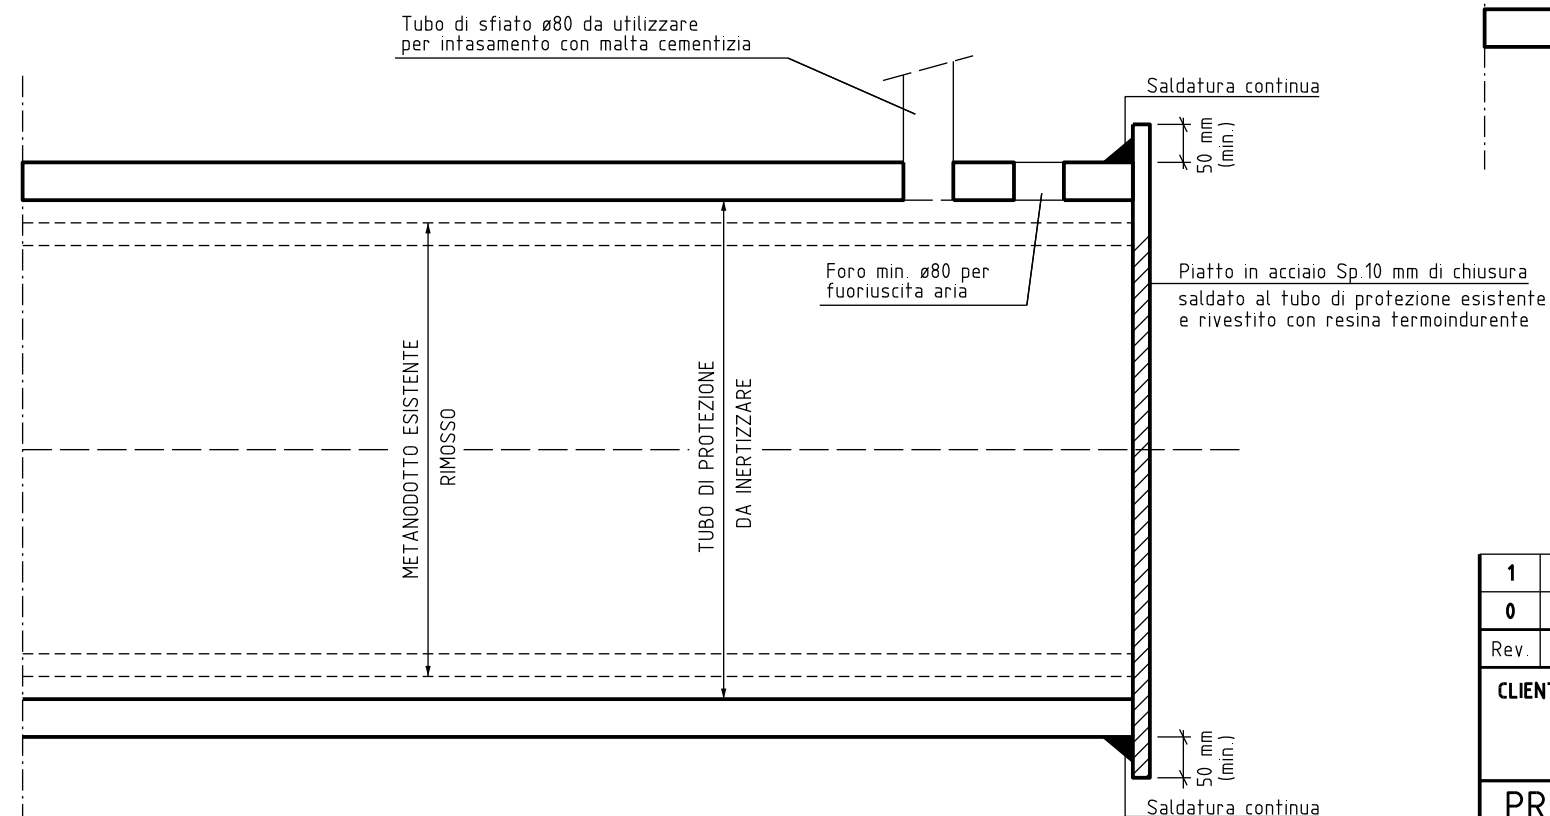 Tubo di sfiato ø80 da utilizzare
per intasamento con malta cementizia
Saldatura continua
50 mm
(min.)
Foro min. ø80 per
fuoriuscita aria
Piatto in acciaio Sp.10 mm di chiusura
saldato al tubo di protezione esistente
e rivestito con resina termoindurente
METANODOTTO ESISTENTE
RIMOSSO
TUBO DI PROTEZIONE
DA INERTIZZARE
50 mm
(min.)
Saldatura continua
1
0
Rev.
CLIENT
PR